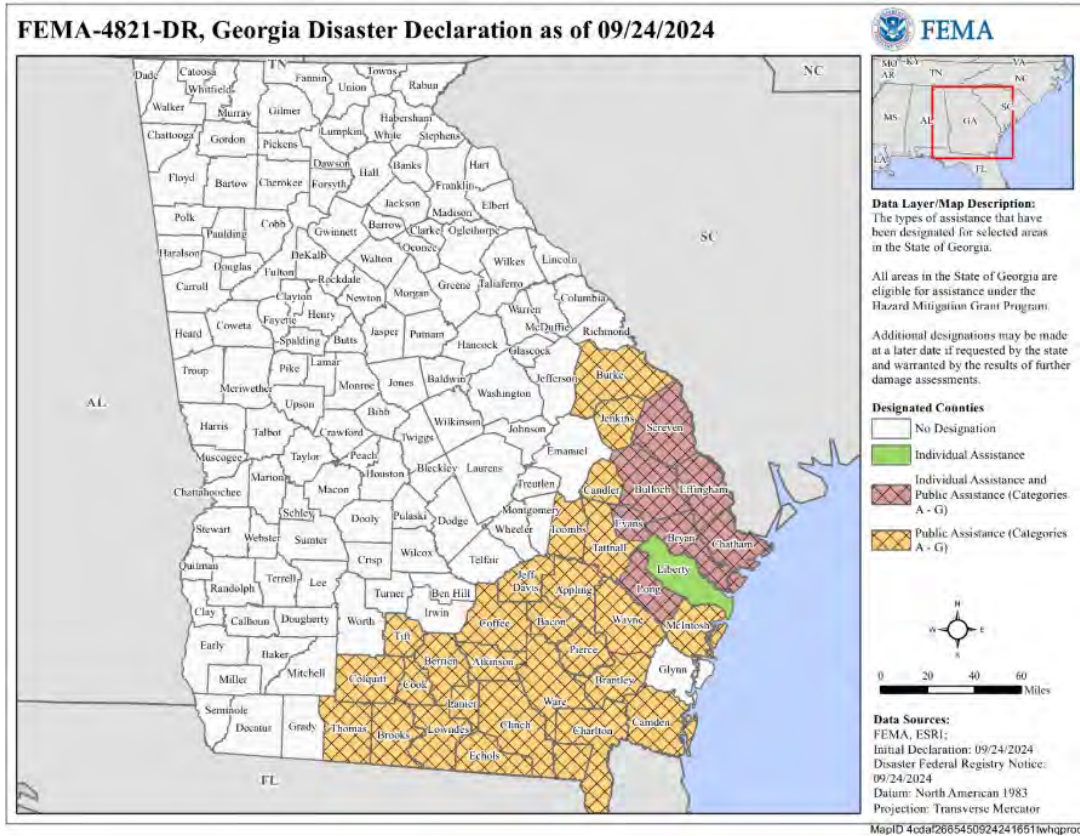 FEMA-4821-DR, Georgia Disaster Declaration as of 09/24/2024
FEMA
TN
NC
Dade
Catoosa
Whitfield
Fannin
Towns
Union
Rabun
Walker
Murray
Gilmer
Habersham
Lumpkin
White
Stephens
Chattooga
Gordon
Pickens
Dawson
Hall
Banks
Hart
Floyd
Bartow
Cherokee
Forsyth
Franklin
Jackson
Madison
Elbert
Polk
Paulding
Cobb
Gwinnett
Barrow
Clarke
Oglethorpe
Oconee
Haralson
Douglas
Fulton
DeKalb
Walton
Wilkes
Lincoln
Rockdale
Carroll
Clayton
Newton
Morgan
Greene
Taliaferro
Columbia
Warren
McDuffie
Heard
Coweta
Fayette
Henry
Spalding
Butts
Jasper
Putnam
Hancock
Richmond
Glascock
Troup
Meriwether
Pike
Lamar
Monroe
Jones
Baldwin
Washington
Jefferson
Burke
Upson
Bibb
Wilkinson
Johnson
Jenkins
Screven
Harris
Talbot
Crawford
Twiggs
Emanuel
Muscogee
Taylor
Peach
Houston
Bleckley
Laurens
Treutlen
Candler
Bulloch
Effingham
Chattahoochee
Marion
Macon
Schley
Dooly
Pulaski
Dodge
Montgomery
Wheeler
Toombs
Evans
Bryan
Chatham
Stewart
Webster
Sumter
Crisp
Wilcox
Telfair
Tattnall
Liberty
Long
Quitman
Randolph
Terrell
Lee
Turner
Ben Hill
Irwin
Jeff
Davis
Appling
Wayne
McIntosh
Clay
Calhoun
Dougherty
Worth
Tift
Coffee
Bacon
Pierce
Glynn
Early
Baker
Mitchell
Miller
Colquitt
Cook
Berrien
Atkinson
Brantley
Seminole
Decatur
Grady
Thomas
Brooks
Lanier
Lowndes
Ware
Clinch
Charlton
Camden
Echols
AL
SC
FL
MO
KY
VA
AR
TN
NC
MS
AL
GA
SC
LA
FL
Data Layer/Map Description:
The types of assistance that have
been designated for selected areas
in the State of Georgia.
All areas in the State of Georgia are
eligible for assistance under the
Hazard Mitigation Grant Program.
Additional designations may be made
at a later date if requested by the state
and warranted by the results of further
damage assessments.
Designated Counties
No Designation
Individual Assistance
Individual Assistance and
Public Assistance (Categories
A - G)
Public Assistance (Categories
A - G)
N
W
E
S
0 20 40 60
Miles
Data Sources:
FEMA, ESRI;
Initial Declaration: 09/24/2024
Disaster Federal Registry Notice:
09/24/2024
Datum: North American 1983
Projection: Transverse Mercator